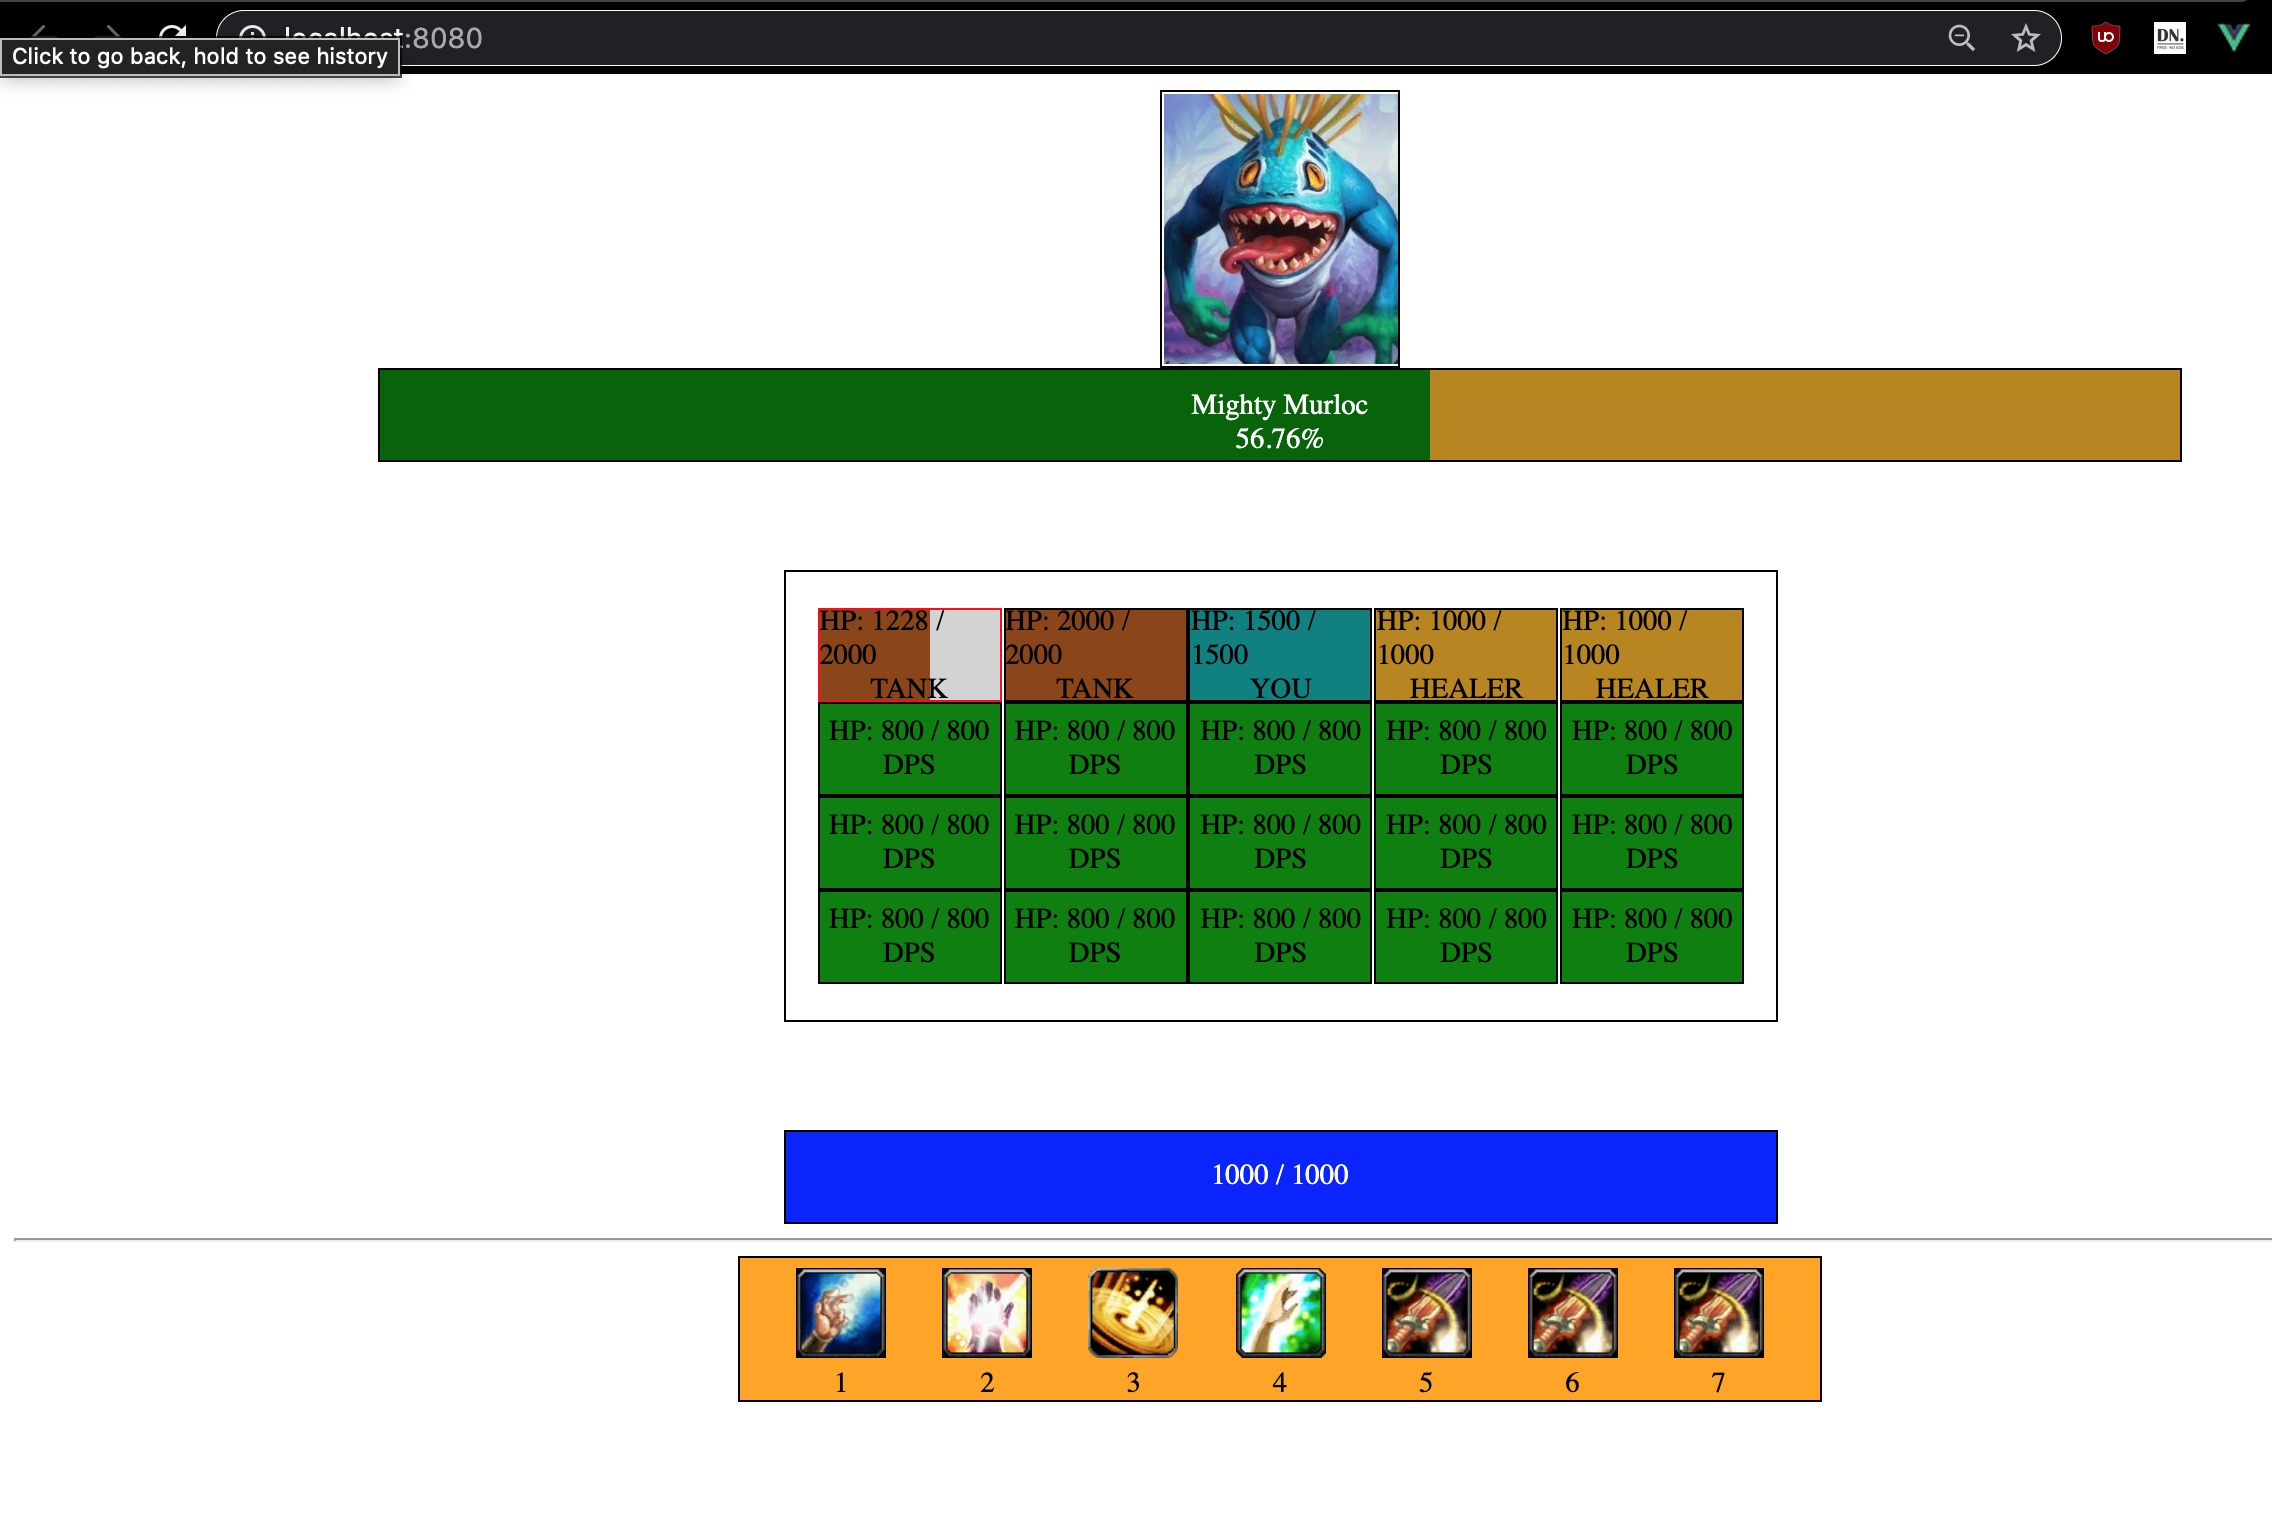 localhost:8080
Click to go back, hold to see history
UO
DN.
Mighty Murloc
56.76%
HP: 1228 / 2000 TANK
HP: 2000 / 2000 TANK
HP: 1500 / 1500 YOU
HP: 1000 / 1000 HEALER
HP: 1000 / 1000 HEALER
HP: 800 / 800 HP: 800 / 800 HP: 800 / 800 HP: 800 / 800 HP: 800 / 800
DPS DPS DPS DPS DPS
HP: 800 / 800 HP: 800 / 800 HP: 800 / 800 HP: 800 / 800 HP: 800 / 800
DPS DPS DPS DPS DPS
HP: 800 / 800 HP: 800 / 800 HP: 800 / 800 HP: 800 / 800 HP: 800 / 800
DPS DPS DPS DPS DPS
1000 / 1000
1 2 3 4 5 6 7